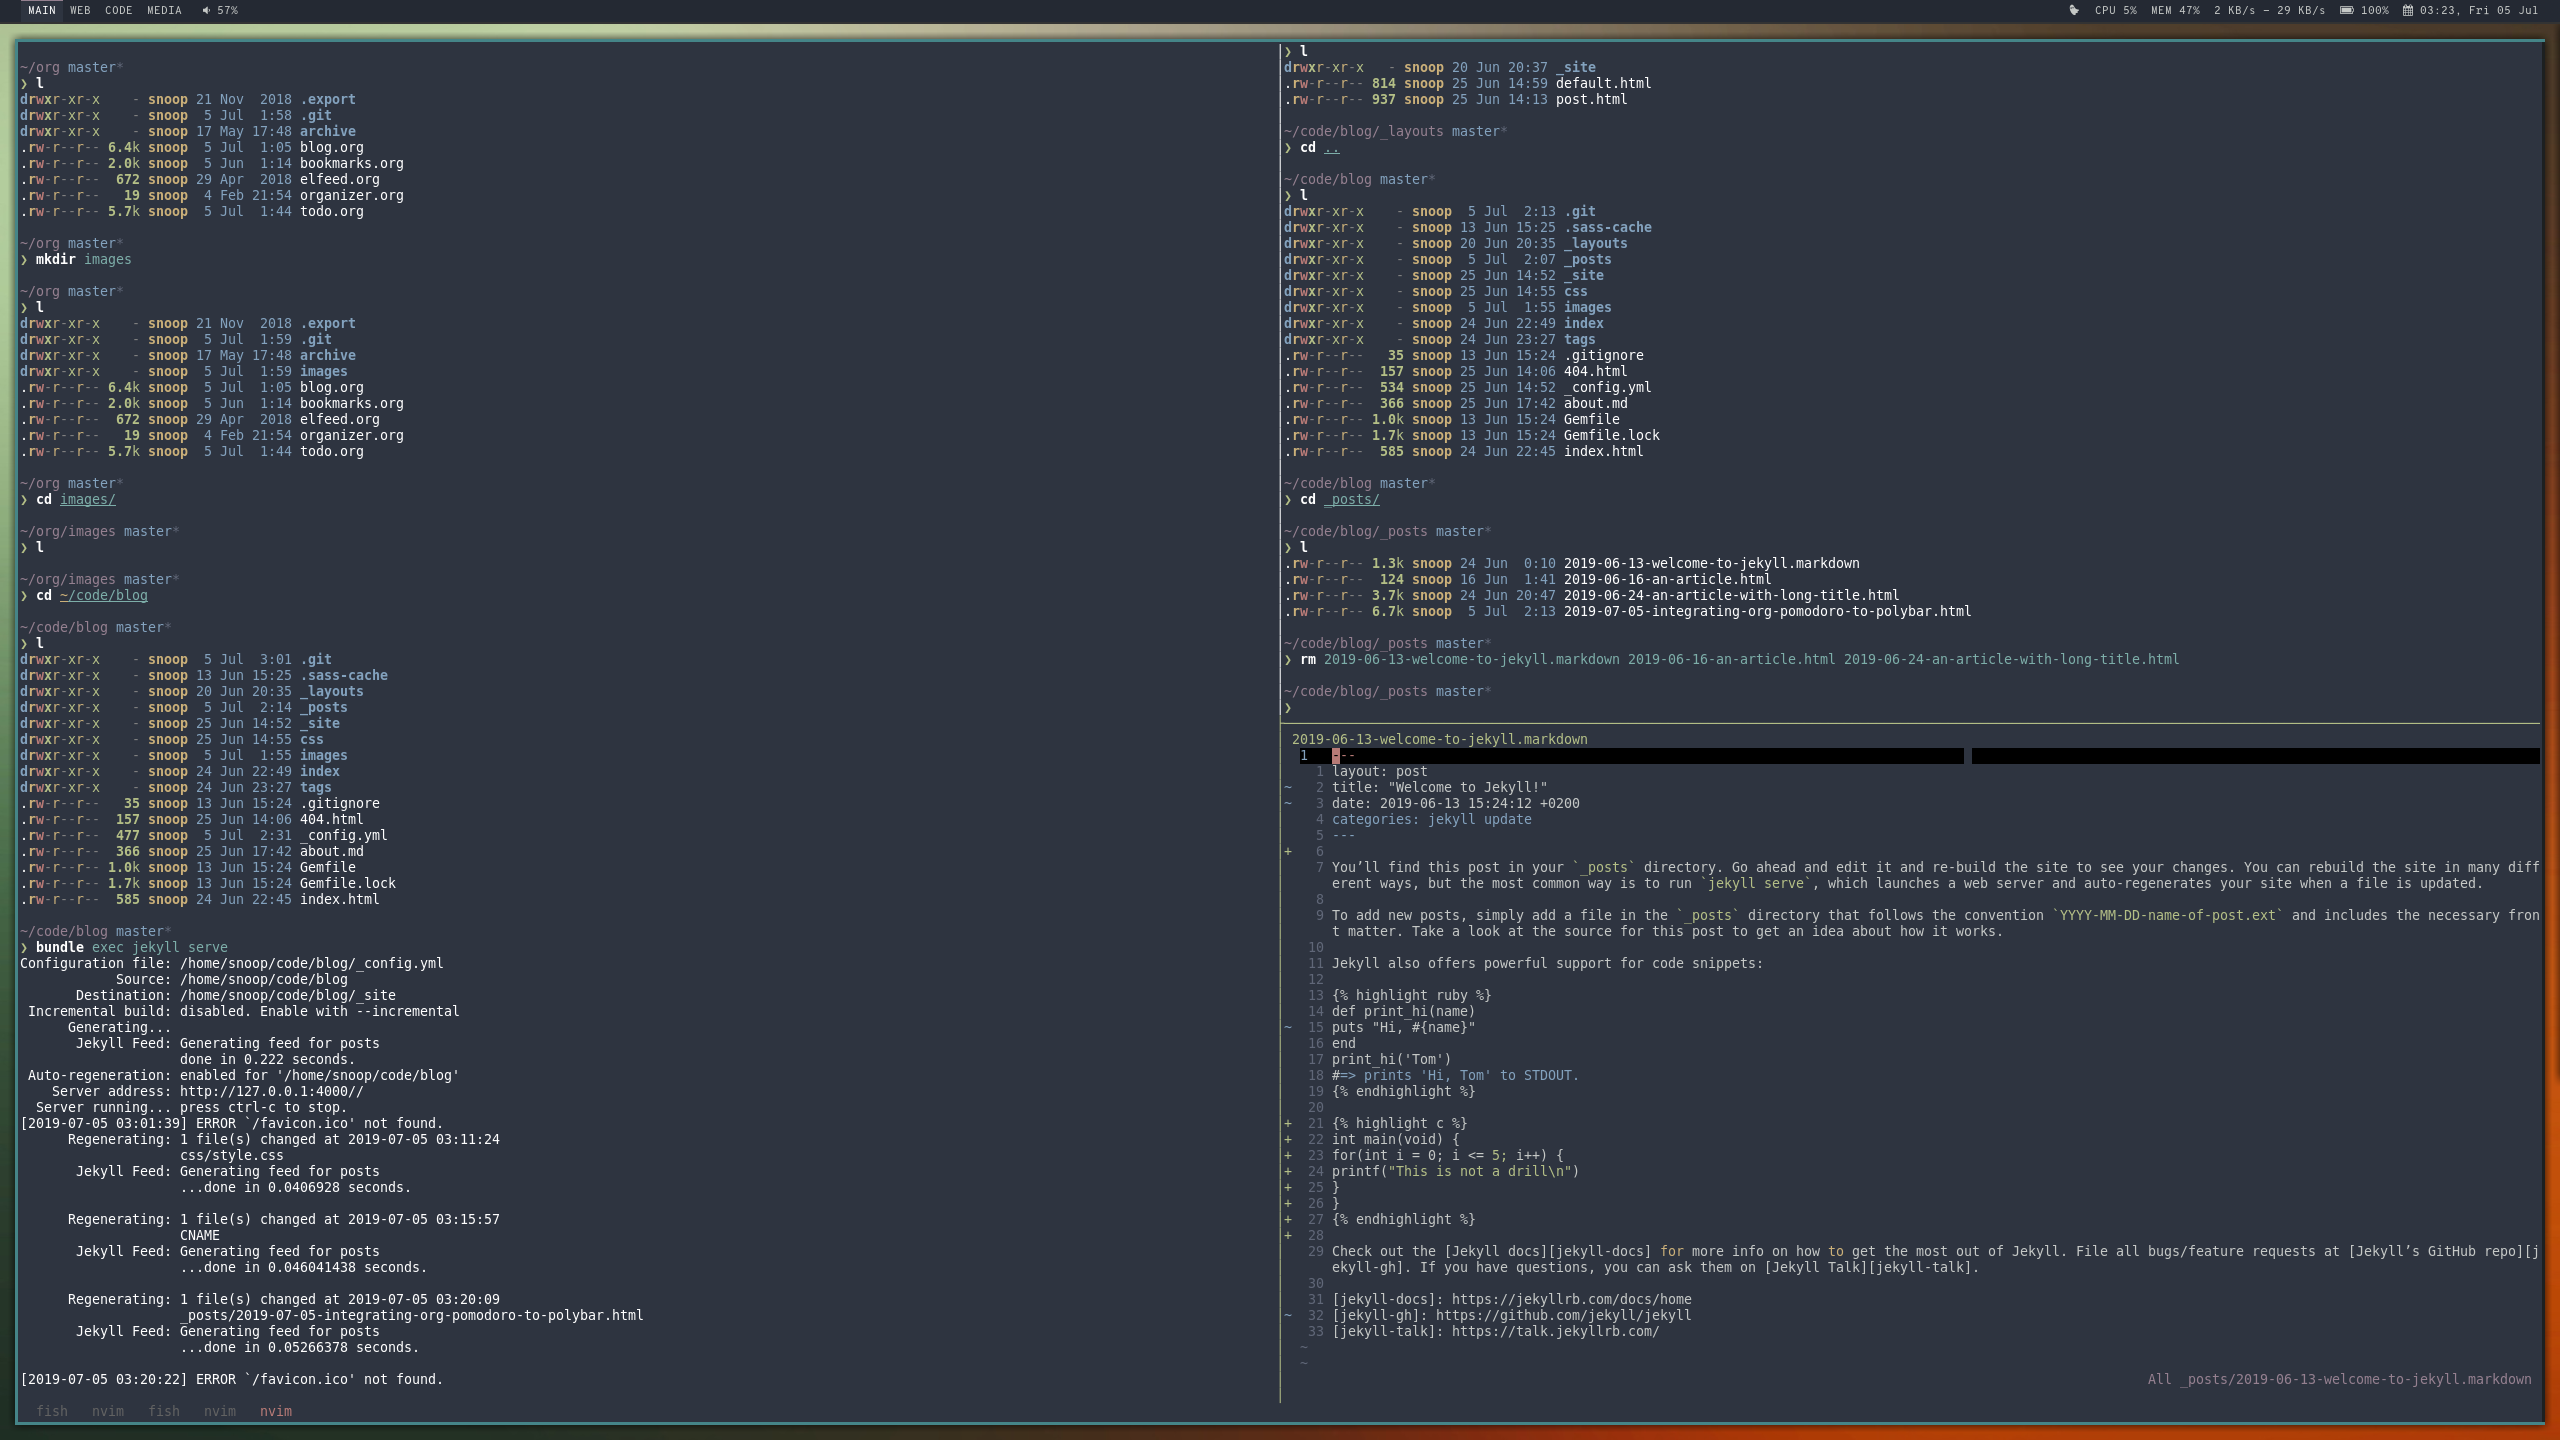 MAIN WEB CODE MEDIA 57%
CPU 5% MEM 47% 2 KB/s − 29 KB/s 100% 03:23, Fri 05 Jul
~/org master*
❯ l
drwxr-xr-x    - snoop 21 Nov  2018 .export
drwxr-xr-x    - snoop  5 Jul  1:58 .git
drwxr-xr-x    - snoop 17 May 17:48 archive
.rw-r--r-- 6.4k snoop  5 Jul  1:05 blog.org
.rw-r--r-- 2.0k snoop  5 Jun  1:14 bookmarks.org
.rw-r--r--  672 snoop 29 Apr  2018 elfeed.org
.rw-r--r--   19 snoop  4 Feb 21:54 organizer.org
.rw-r--r-- 5.7k snoop  5 Jul  1:44 todo.org
~/org master*
❯ mkdir images
~/org master*
❯ l
drwxr-xr-x    - snoop 21 Nov  2018 .export
drwxr-xr-x    - snoop  5 Jul  1:59 .git
drwxr-xr-x    - snoop 17 May 17:48 archive
drwxr-xr-x    - snoop  5 Jul  1:59 images
.rw-r--r-- 6.4k snoop  5 Jul  1:05 blog.org
.rw-r--r-- 2.0k snoop  5 Jun  1:14 bookmarks.org
.rw-r--r--  672 snoop 29 Apr  2018 elfeed.org
.rw-r--r--   19 snoop  4 Feb 21:54 organizer.org
.rw-r--r-- 5.7k snoop  5 Jul  1:44 todo.org
~/org master*
❯ cd images/
~/org/images master*
❯ l
~/org/images master*
❯ cd ~/code/blog
~/code/blog master*
❯ l
drwxr-xr-x    - snoop  5 Jul  3:01 .git
drwxr-xr-x    - snoop 13 Jun 15:25 .sass-cache
drwxr-xr-x    - snoop 20 Jun 20:35 _layouts
drwxr-xr-x    - snoop  5 Jul  2:14 _posts
drwxr-xr-x    - snoop 25 Jun 14:52 _site
drwxr-xr-x    - snoop 25 Jun 14:55 css
drwxr-xr-x    - snoop  5 Jul  1:55 images
drwxr-xr-x    - snoop 24 Jun 22:49 index
drwxr-xr-x    - snoop 24 Jun 23:27 tags
.rw-r--r--   35 snoop 13 Jun 15:24 .gitignore
.rw-r--r--  157 snoop 25 Jun 14:06 404.html
.rw-r--r--  477 snoop  5 Jul  2:31 _config.yml
.rw-r--r--  366 snoop 25 Jun 17:42 about.md
.rw-r--r-- 1.0k snoop 13 Jun 15:24 Gemfile
.rw-r--r-- 1.7k snoop 13 Jun 15:24 Gemfile.lock
.rw-r--r--  585 snoop 24 Jun 22:45 index.html
~/code/blog master*
❯ bundle exec jekyll serve
Configuration file: /home/snoop/code/blog/_config.yml
Source: /home/snoop/code/blog
Destination: /home/snoop/code/blog/_site
Incremental build: disabled. Enable with --incremental
Generating...
Jekyll Feed: Generating feed for posts
done in 0.222 seconds.
Auto-regeneration: enabled for '/home/snoop/code/blog'
Server address: http://127.0.0.1:4000//
Server running... press ctrl-c to stop.
[2019-07-05 03:01:39] ERROR `/favicon.ico' not found.
Regenerating: 1 file(s) changed at 2019-07-05 03:11:24
css/style.css
Jekyll Feed: Generating feed for posts
...done in 0.0406928 seconds.
Regenerating: 1 file(s) changed at 2019-07-05 03:15:57
CNAME
Jekyll Feed: Generating feed for posts
...done in 0.046041438 seconds.
Regenerating: 1 file(s) changed at 2019-07-05 03:20:09
_posts/2019-07-05-integrating-org-pomodoro-to-polybar.html
Jekyll Feed: Generating feed for posts
...done in 0.05266378 seconds.
[2019-07-05 03:20:22] ERROR `/favicon.ico' not found.
❯ l
drwxr-xr-x   - snoop 20 Jun 20:37 _site
.rw-r--r-- 814 snoop 25 Jun 14:59 default.html
.rw-r--r-- 937 snoop 25 Jun 14:13 post.html
~/code/blog/_layouts master*
❯ cd ..
~/code/blog master*
❯ l
drwxr-xr-x    - snoop  5 Jul  2:13 .git
drwxr-xr-x    - snoop 13 Jun 15:25 .sass-cache
drwxr-xr-x    - snoop 20 Jun 20:35 _layouts
drwxr-xr-x    - snoop  5 Jul  2:07 _posts
drwxr-xr-x    - snoop 25 Jun 14:52 _site
drwxr-xr-x    - snoop 25 Jun 14:55 css
drwxr-xr-x    - snoop  5 Jul  1:55 images
drwxr-xr-x    - snoop 24 Jun 22:49 index
drwxr-xr-x    - snoop 24 Jun 23:27 tags
.rw-r--r--   35 snoop 13 Jun 15:24 .gitignore
.rw-r--r--  157 snoop 25 Jun 14:06 404.html
.rw-r--r--  534 snoop 25 Jun 14:52 _config.yml
.rw-r--r--  366 snoop 25 Jun 17:42 about.md
.rw-r--r-- 1.0k snoop 13 Jun 15:24 Gemfile
.rw-r--r-- 1.7k snoop 13 Jun 15:24 Gemfile.lock
.rw-r--r--  585 snoop 24 Jun 22:45 index.html
~/code/blog master*
❯ cd _posts/
~/code/blog/_posts master*
❯ l
.rw-r--r-- 1.3k snoop 24 Jun  0:10 2019-06-13-welcome-to-jekyll.markdown
.rw-r--r--  124 snoop 16 Jun  1:41 2019-06-16-an-article.html
.rw-r--r-- 3.7k snoop 24 Jun 20:47 2019-06-24-an-article-with-long-title.html
.rw-r--r-- 6.7k snoop  5 Jul  2:13 2019-07-05-integrating-org-pomodoro-to-polybar.html
~/code/blog/_posts master*
❯ rm 2019-06-13-welcome-to-jekyll.markdown 2019-06-16-an-article.html 2019-06-24-an-article-with-long-title.html
~/code/blog/_posts master*
❯
2019-06-13-welcome-to-jekyll.markdown
1   ---
1 layout: post
~ 2 title: "Welcome to Jekyll!"
~ 3 date: 2019-06-13 15:24:12 +0200
4 categories: jekyll update
5 ---
+ 6
7 You’ll find this post in your `_posts` directory. Go ahead and edit it and re-build the site to see your changes. You can rebuild the site in many diff
erent ways, but the most common way is to run `jekyll serve`, which launches a web server and auto-regenerates your site when a file is updated.
8
9 To add new posts, simply add a file in the `_posts` directory that follows the convention `YYYY-MM-DD-name-of-post.ext` and includes the necessary fron
t matter. Take a look at the source for this post to get an idea about how it works.
10
11 Jekyll also offers powerful support for code snippets:
12
13 {% highlight ruby %}
14 def print_hi(name)
~ 15 puts "Hi, #{name}"
16 end
17 print_hi('Tom')
18 #=> prints 'Hi, Tom' to STDOUT.
19 {% endhighlight %}
20
+ 21 {% highlight c %}
+ 22 int main(void) {
+ 23 for(int i = 0; i <= 5; i++) {
+ 24 printf("This is not a drill\n")
+ 25 }
+ 26 }
+ 27 {% endhighlight %}
+ 28
29 Check out the [Jekyll docs][jekyll-docs] for more info on how to get the most out of Jekyll. File all bugs/feature requests at [Jekyll’s GitHub repo][j
ekyll-gh]. If you have questions, you can ask them on [Jekyll Talk][jekyll-talk].
30
31 [jekyll-docs]: https://jekyllrb.com/docs/home
~ 32 [jekyll-gh]: https://github.com/jekyll/jekyll
33 [jekyll-talk]: https://talk.jekyllrb.com/
~
~
All _posts/2019-06-13-welcome-to-jekyll.markdown
fish nvim fish nvim nvim